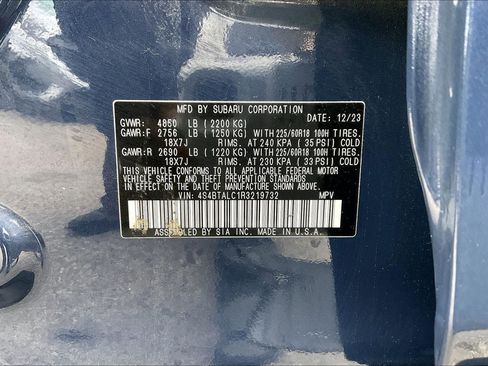 MFD BY SUBARU CORPORATION
DATE: 12/23
GVWR: 4850 LB (2200 KG)
GAWR:F 2756 LB (1250 KG) WITH 225/60R18 100H TIRES.
18X7J RIMS. AT 240 KPA (35 PSI) COLD
GAWR:R 2690 LB (1220 KG) WITH 225/60R18 100H TIRES.
18X7J RIMS. AT 230 KPA (33 PSI) COLD
THIS VEHICLE CONFORMS TO ALL APPLICABLE FEDERAL MOTOR
VEHICLE SAFETY AND THEFT PREVENTION STANDARDS
IN EFFECT ON THE DATE OF MANUFACTURE SHOWN ABOVE.
VIN: 4S4BTALC1R3219732 MPV
ASSEMBLED BY SIA INC. MADE IN U.S.A.